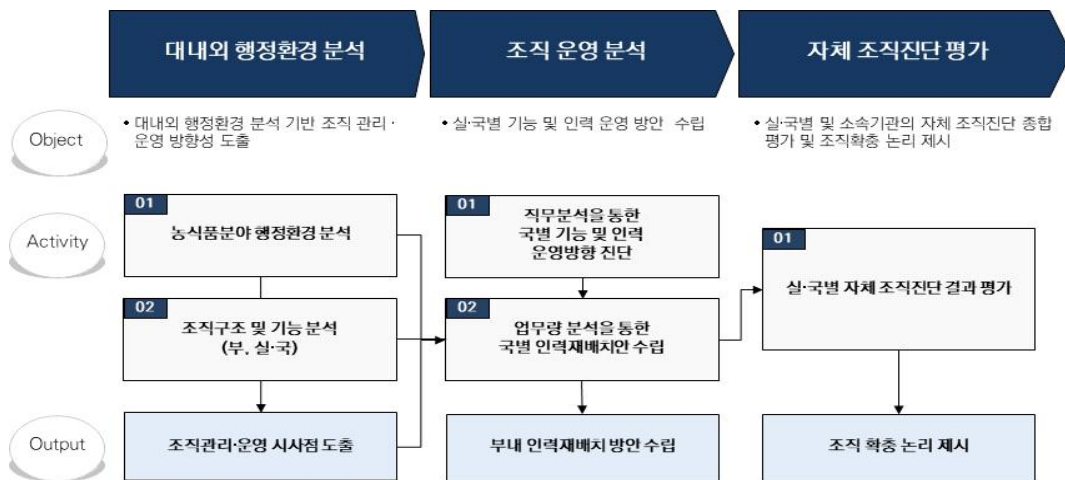 대내외 행정환경 분석
조직 운영 분석
자체 조직진단 평가
Object
• 대내외 행정환경 분석 기반 조직 관리·
운영 방향성 도출
• 실·국별 기능 및 인력 운영 방안 수립
• 실·국별 및 소속기관의 자체 조직진단 종합
평가 및 조직확충 논리 제시
Activity
01
농식품분야 행정환경 분석
02
조직구조 및 기능 분석
(부, 실·국)
01
직무분석을 통한
국별 기능 및 인력
운영방향 진단
02
업무량 분석을 통한
국별 인력재배치안 수립
01
실·국별 자체 조직진단 결과 평가
Output
조직관리·운영 시사점 도출
부내 인력재배치 방안 수립
조직 확충 논리 제시